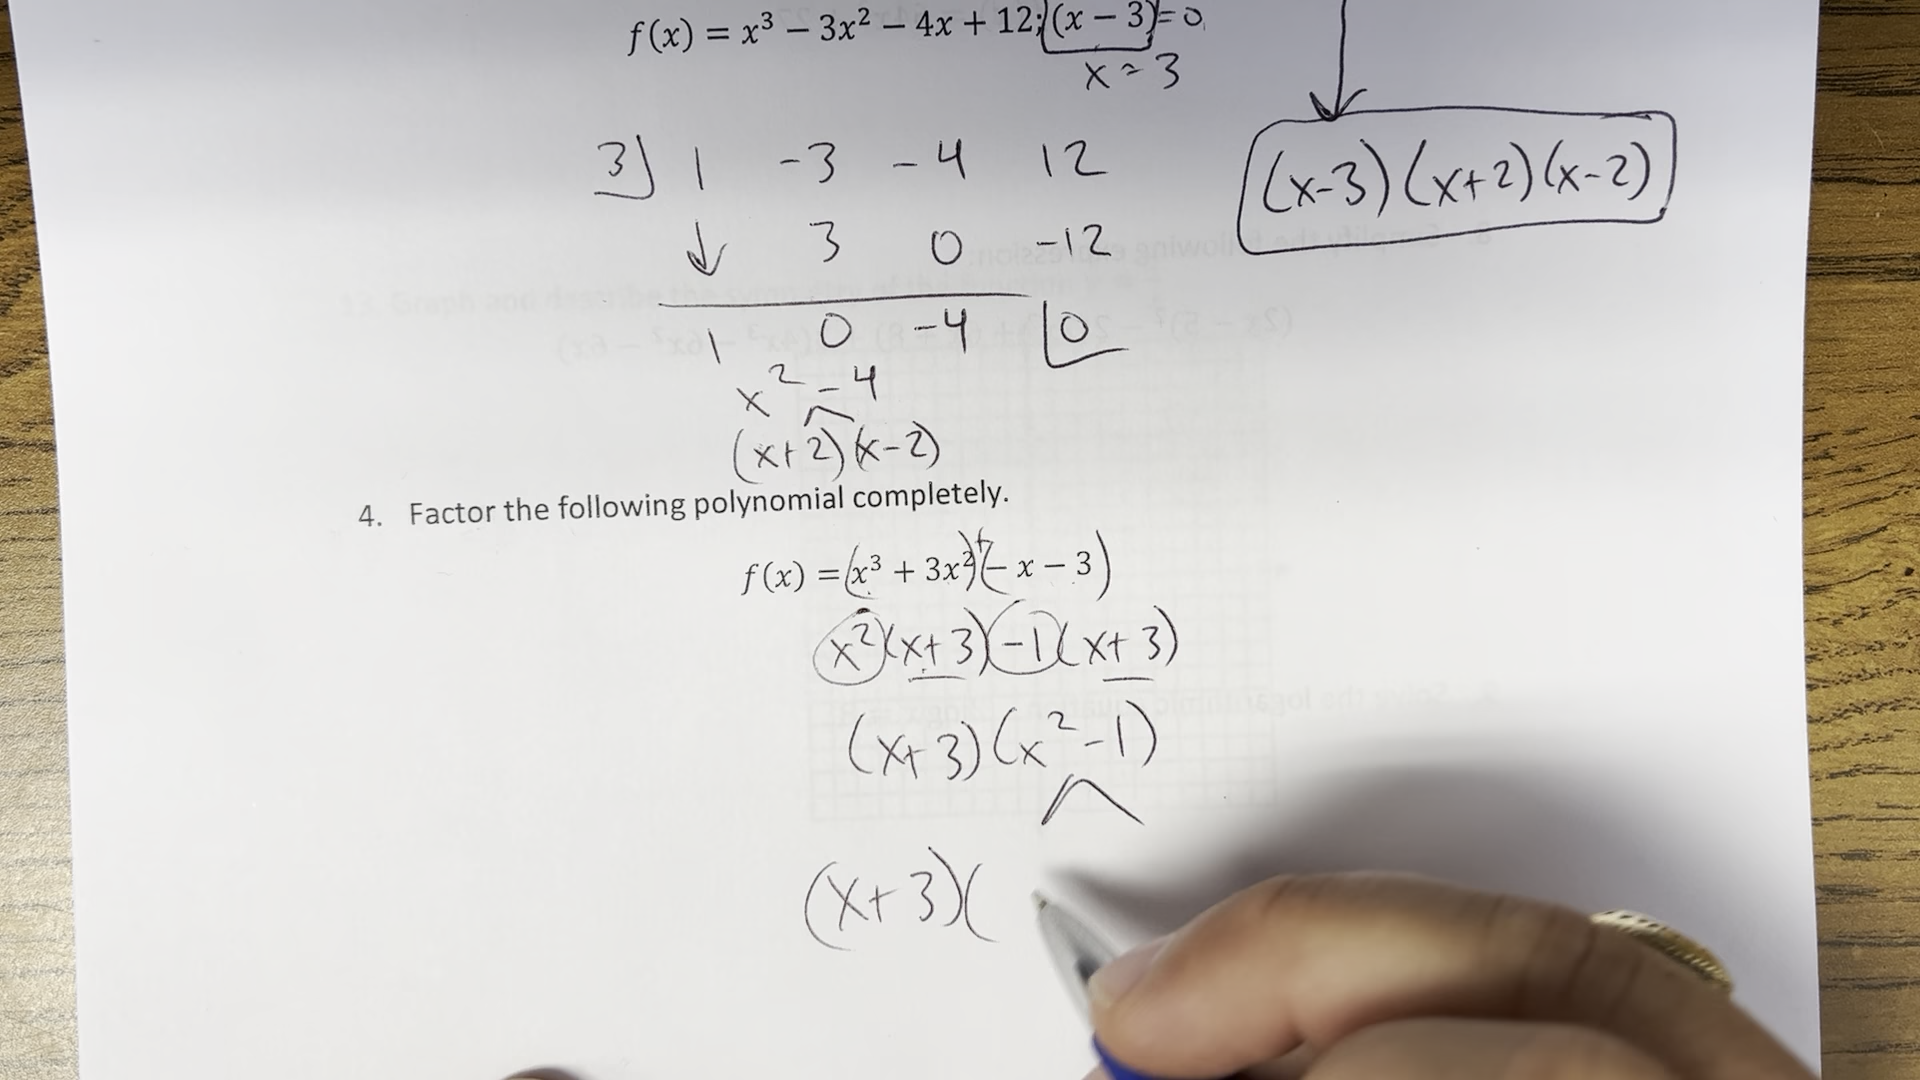 f(x) = x³ − 3x² − 4x + 12; (x − 3) = 0
x = 3
3) 1 -3 -4 12
↓ 3 0 -12
1 0 -4 0
x² - 4
(x+2)(x-2)
(x-3)(x+2)(x-2)
4. Factor the following polynomial completely.
f(x) = (x³ + 3x²) + (− x − 3)
x²(x+3) -1(x+3)
(x+3)(x²-1)
(x+3)(